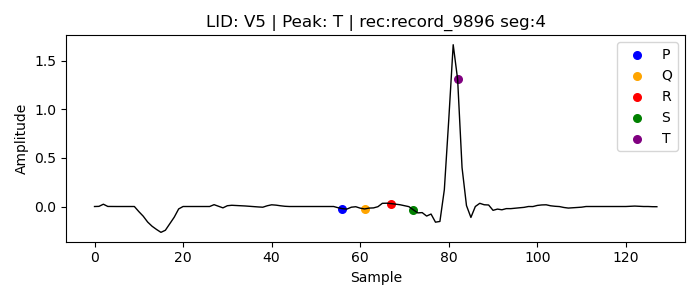 LID: V5 | Peak: T | rec:record_9896 seg:4
P
Q
R
S
T
1.5
1.0
0.5
0.0
Amplitude
0 20 40 60 80 100 120
Sample